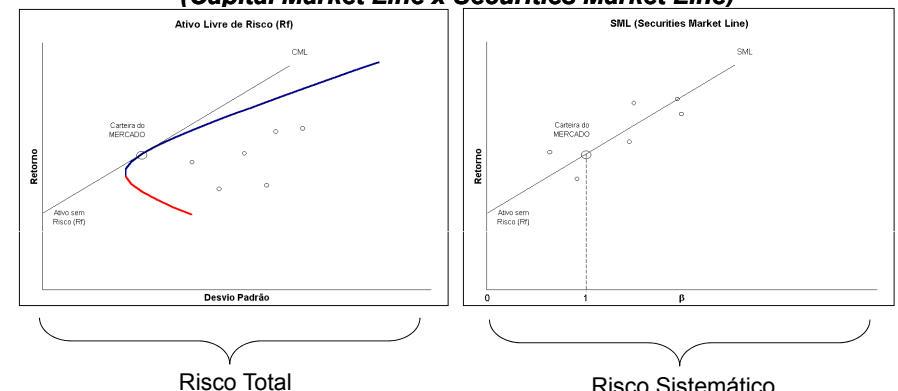 (Capital Market Line x Securities Market Line)
Ativo Livre de Risco (Rf)
CML
Carteira do
MERCADO
Retorno
Ativo sem
Risco (Rf)
Desvio Padrão
Risco Total
SML (Securities Market Line)
SML
Carteira do
MERCADO
Retorno
Ativo sem
Risco (Rf)
0 1 β
Risco Sistemático